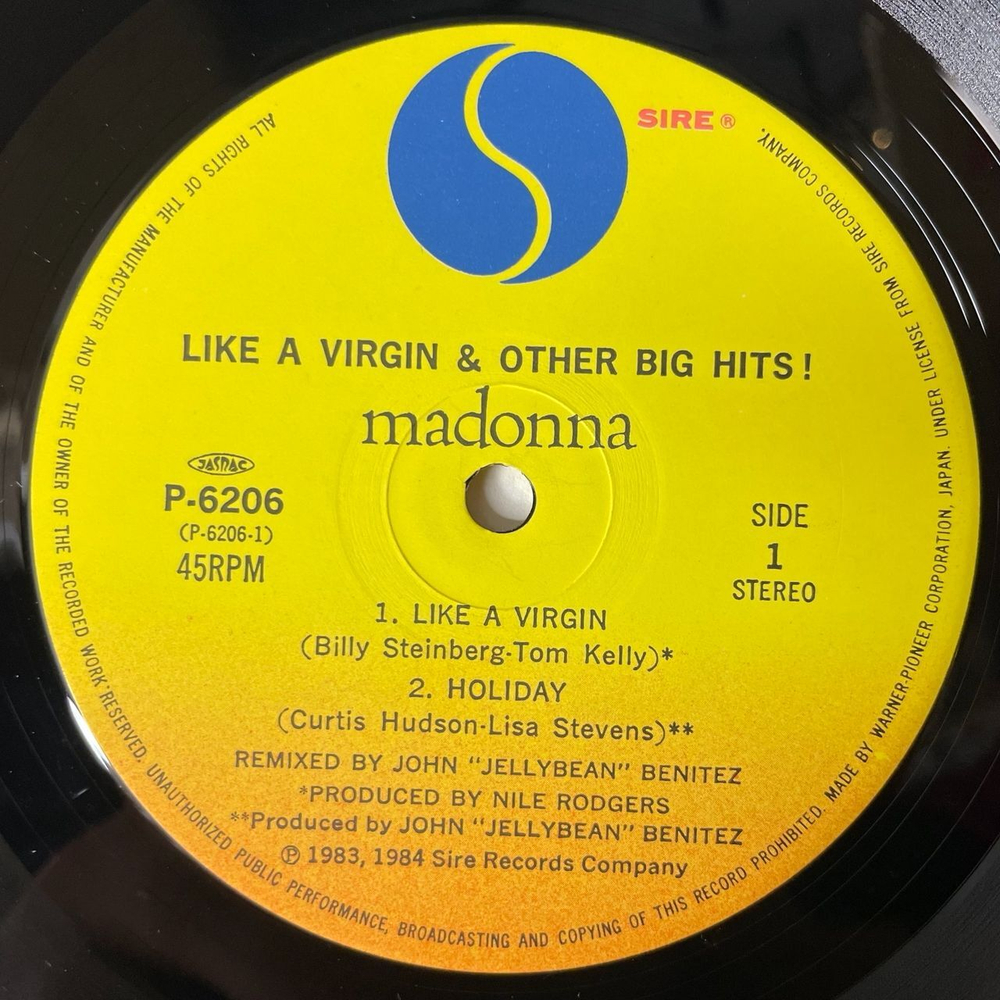 SIRE ®
LIKE A VIRGIN & OTHER BIG HITS!
madonna
JASRAC
P-6206
(P-6206-1)
45RPM
SIDE
1
STEREO
1. LIKE A VIRGIN
(Billy Steinberg-Tom Kelly)*
2. HOLIDAY
(Curtis Hudson-Lisa Stevens)**
REMIXED BY JOHN "JELLYBEAN" BENITEZ
*PRODUCED BY NILE RODGERS
**Produced by JOHN "JELLYBEAN" BENITEZ
℗ 1983, 1984 Sire Records Company
ALL RIGHTS OF THE MANUFACTURER AND OF THE OWNER OF THE RECORDED WORK RESERVED. UNAUTHORIZED PUBLIC PERFORMANCE, BROADCASTING AND COPYING OF THIS RECORD PROHIBITED. MADE BY WARNER-PIONEER CORPORATION, JAPAN. UNDER LICENSE FROM SIRE RECORDS COMPANY.